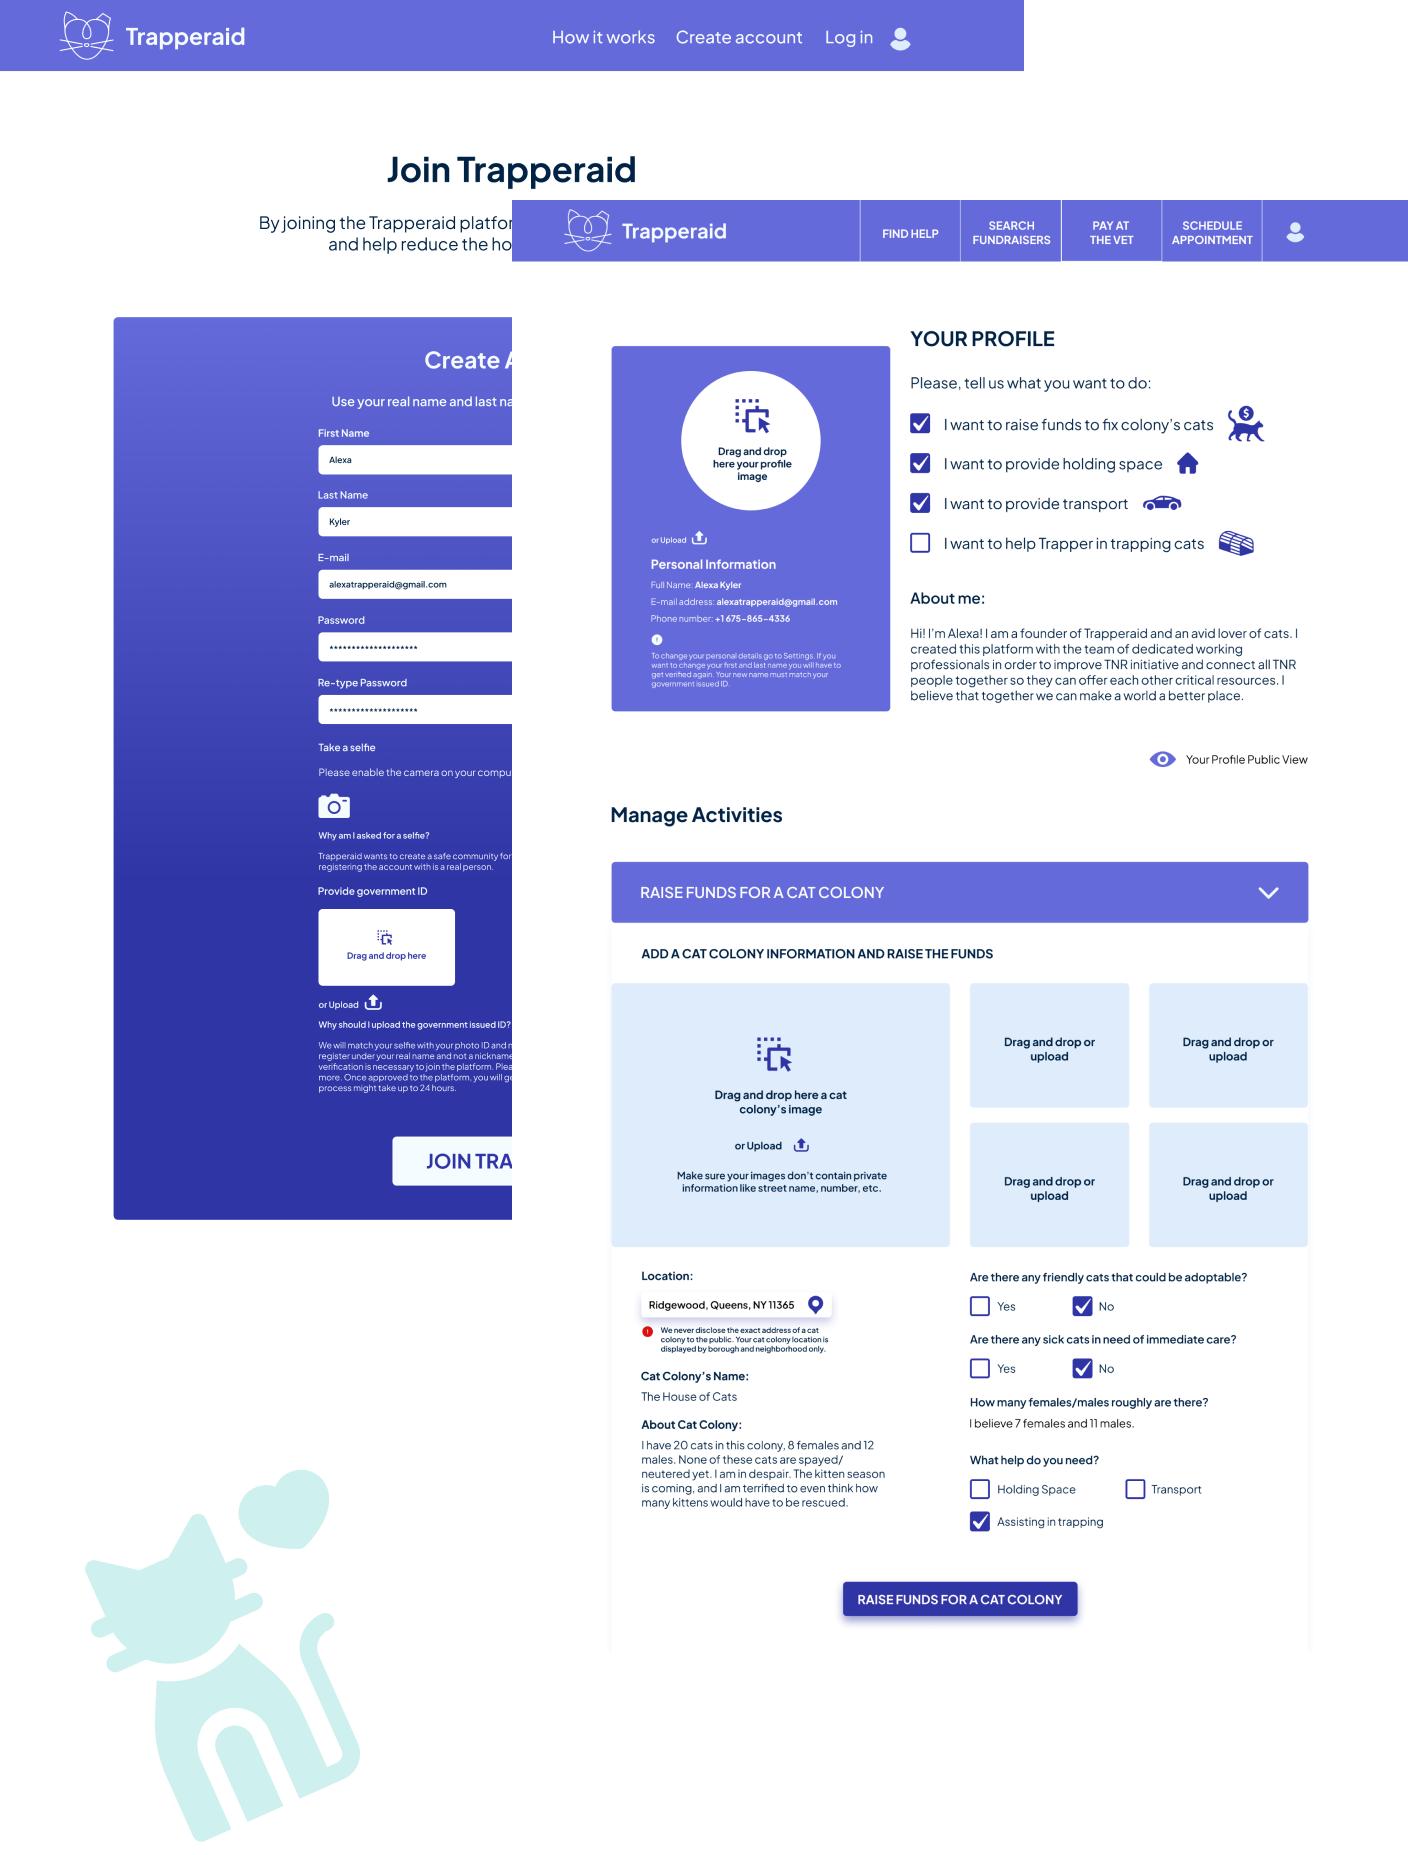 Trapperaid
How it works
Create account
Log in
Join Trapperaid
By joining the Trapperaid
and help reduce the
Create
Use your real name and last
First Name
Alexa
Last Name
Kyler
E-mail
alexatrapperaid@gmail.com
Password
********************
Re-type Password
********************
Take a selfie
Please enable the camera on your
Why am I asked for a selfie?
Trapperaid wants to create a safe community for
registering the account with is a real person.
Provide government ID
Drag and drop here
or Upload
Why should I upload the government issued ID?
We will match your selfie with your photo ID and
register under your real name and not a nickname
verification is necessary to join the platform.
more. Once approved to the platform, you will
process might take up to 24 hours.
JOIN
Trapperaid
FIND HELP
SEARCH
FUNDRAISERS
PAY AT
THE VET
SCHEDULE
APPOINTMENT
Drag and drop
here your profile
image
or Upload
Personal Information
Full Name: Alexa Kyler
E-mail address: alexatrapperaid@gmail.com
Phone number: +1 675-865-4336
To change your personal details go to Settings. If you
want to change your first and last name you will have to
get verified again. Your new name must match your
government issued ID.
YOUR PROFILE
Please, tell us what you want to do:
I want to raise funds to fix colony's cats
I want to provide holding space
I want to provide transport
I want to help Trapper in trapping cats
About me:
Hi! I'm Alexa! I am a founder of Trapperaid and an avid lover of cats. I
created this platform with the team of dedicated working
professionals in order to improve TNR initiative and connect all TNR
people together so they can offer each other critical resources. I
believe that together we can make a world a better place.
Your Profile Public View
Manage Activities
RAISE FUNDS FOR A CAT COLONY
ADD A CAT COLONY INFORMATION AND RAISE THE FUNDS
Drag and drop here a cat
colony's image
or Upload
Make sure your images don't contain private
information like street name, number, etc.
Drag and drop or
upload
Drag and drop or
upload
Drag and drop or
upload
Drag and drop or
upload
Location:
Ridgewood, Queens, NY 11365
We never disclose the exact address of a cat
colony to the public. Your cat colony location is
displayed by borough and neighborhood only.
Cat Colony's Name:
The House of Cats
About Cat Colony:
I have 20 cats in this colony, 8 females and 12
males. None of these cats are spayed/
neutered yet. I am in despair. The kitten season
is coming, and I am terrified to even think how
many kittens would have to be rescued.
Are there any friendly cats that could be adoptable?
Yes
No
Are there any sick cats in need of immediate care?
Yes
No
How many females/males roughly are there?
I believe 7 females and 11 males.
What help do you need?
Holding Space
Transport
Assisting in trapping
RAISE FUNDS FOR A CAT COLONY